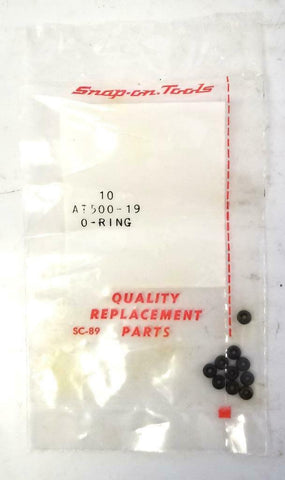 Snap-on Tools
10
AT500-19
O-RING
QUALITY
REPLACEMENT
SC-89 PARTS